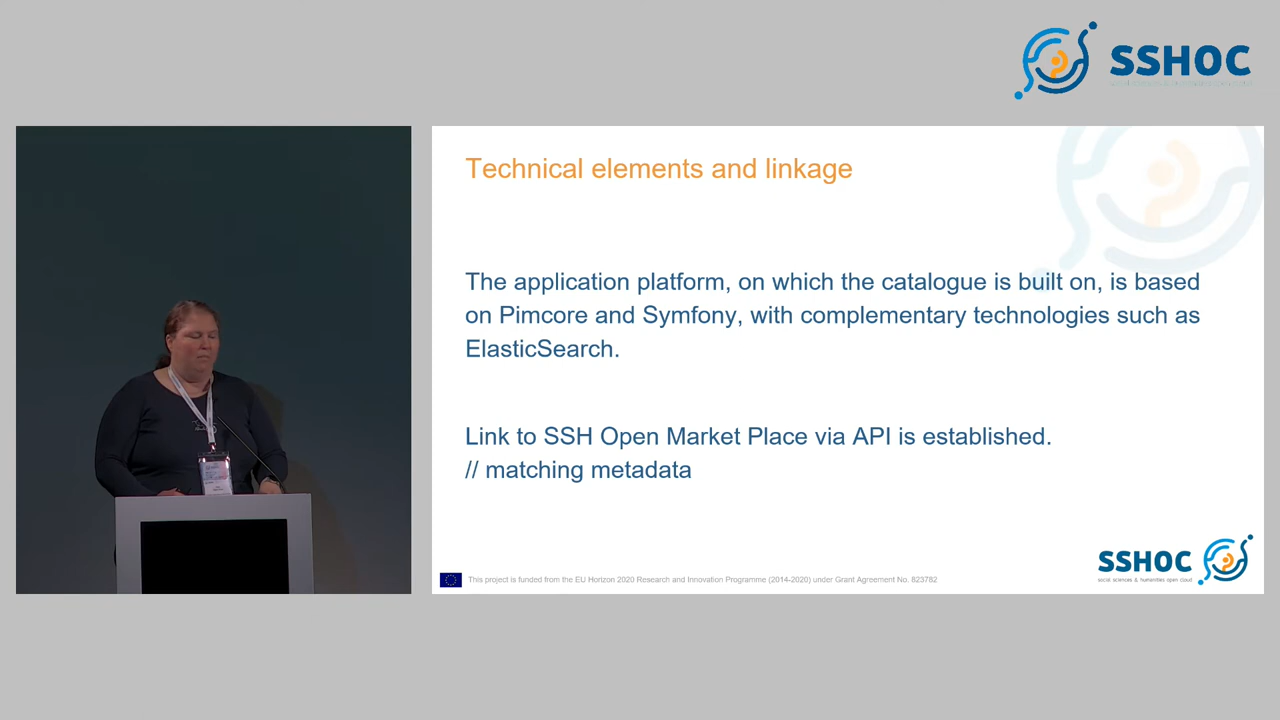 SSHOC
Technical elements and linkage
The application platform, on which the catalogue is built on, is based
on Pimcore and Symfony, with complementary technologies such as
ElasticSearch.
Link to SSH Open Market Place via API is established.
// matching metadata
This project is funded from the EU Horizon 2020 Research and Innovation Programme (2014-2020) under Grant Agreement No. 823782
SSHOC
social sciences & humanities open cloud